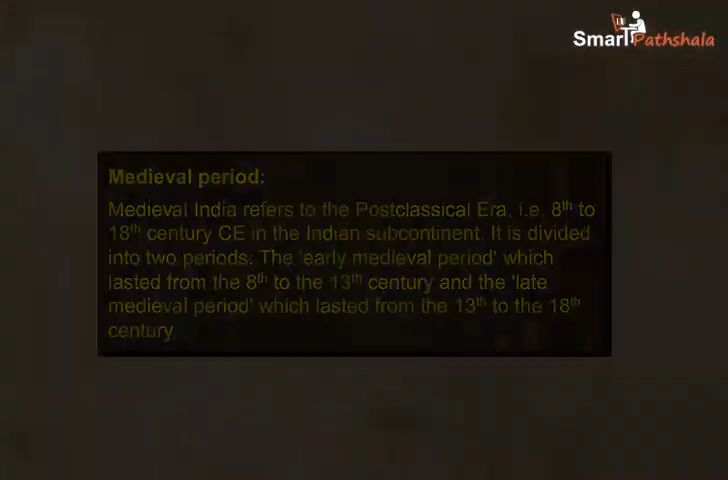 Smart Pathshala
Medieval period:
Medieval India refers to the Postclassical Era, i.e. 8th to
18th century CE in the Indian subcontinent. It is divided
into two periods: The 'early medieval period' which
lasted from the 8th to the 13th century and the 'late
medieval period' which lasted from the 13th to the 18th
century.